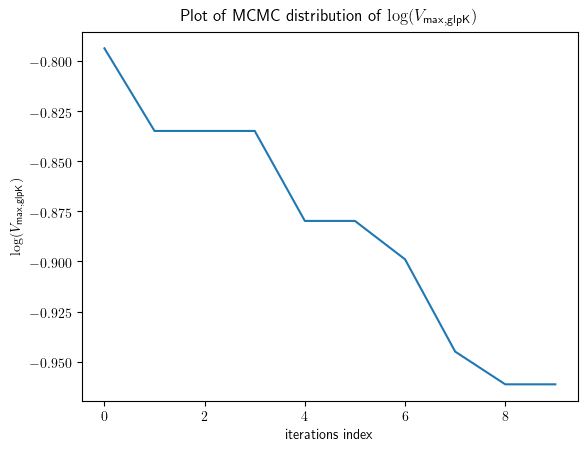 Plot of MCMC distribution of log(V_max,glpK)
−0.800
−0.825
−0.850
−0.875
−0.900
−0.925
−0.950
log(V_max,glpK)
0 2 4 6 8
iterations index